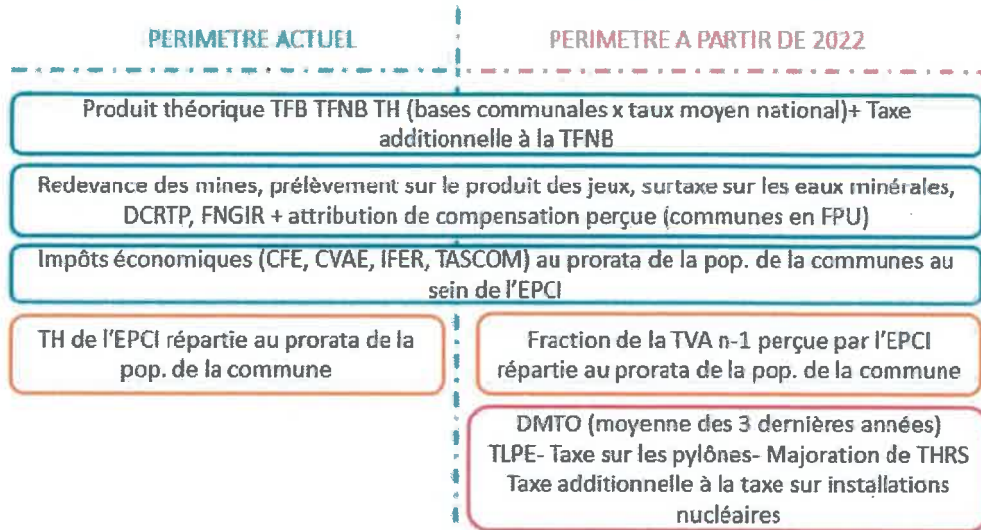 PERIMETRE ACTUEL
PERIMETRE A PARTIR DE 2022
Produit théorique TFB TFNB TH (bases communales x taux moyen national)+ Taxe
additionnelle à la TFNB
Redevance des mines, prélèvement sur le produit des jeux, surtaxe sur les eaux minérales,
DCRTP, FNGIR + attribution de compensation perçue (communes en FPU)
Impôts économiques (CFE, CVAE, IFER, TASCOM) au prorata de la pop. de la communes au
sein de l'EPCI
TH de l'EPCI répartie au prorata de la
pop. de la commune
Fraction de la TVA n-1 perçue par l'EPCI
répartie au prorata de la pop. de la commune
DMTO (moyenne des 3 dernières années)
TLPE- Taxe sur les pylônes- Majoration de THRS
Taxe additionnelle à la taxe sur installations
nucléaires